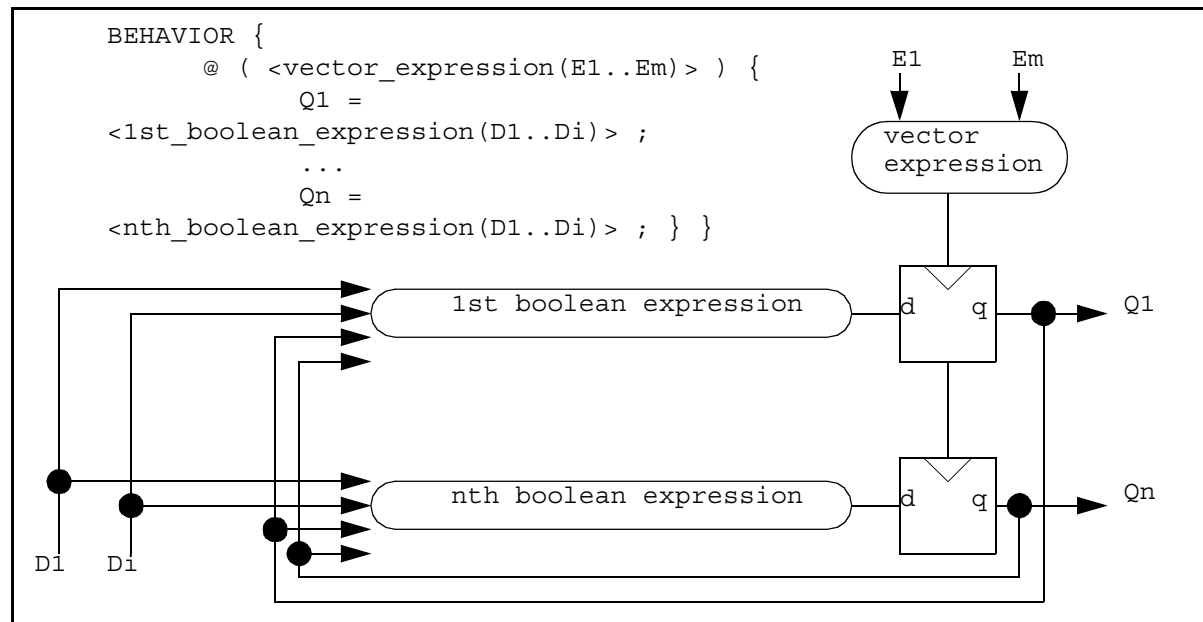 BEHAVIOR {
@ ( <vector_expression(E1..Em)> ) {
Q1 =
<1st_boolean_expression(D1..Di)> ;
...
Qn =
<nth_boolean_expression(D1..Di)> ; } }
E1 Em
vector
expression
1st boolean expression
d q
Q1
nth boolean expression
d q
Qn
D1 Di